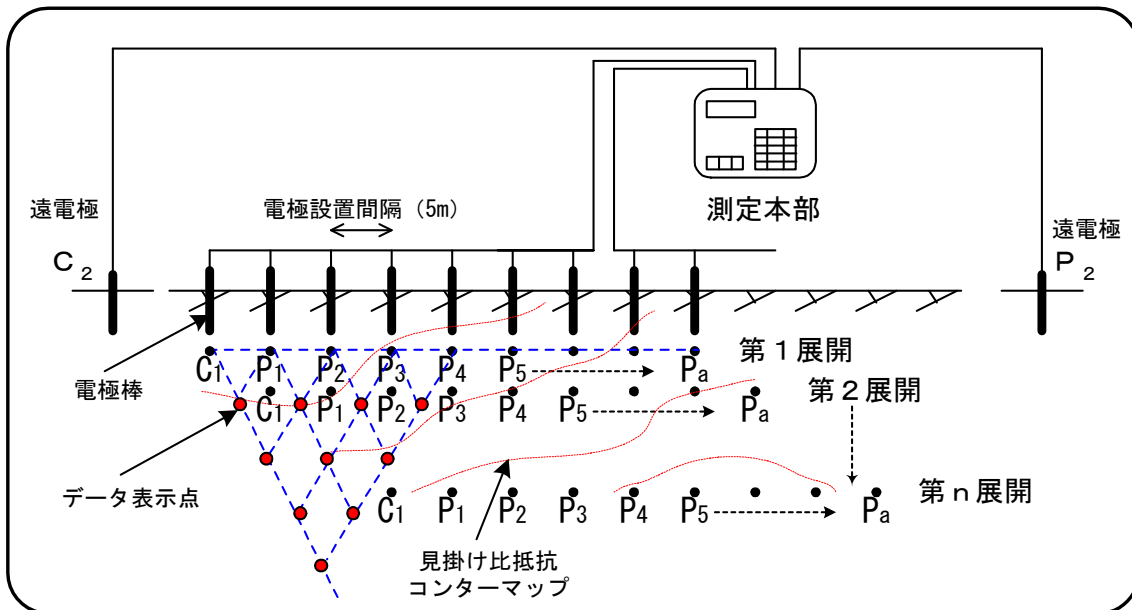 測定本部
遠電極
C₂
電極設置間隔（5m）
遠電極
P₂
電極棒
C₁ P₁ P₂ P₃ P₄ P₅ Pa 第1展開
C₁ P₁ P₂ P₃ P₄ P₅ Pa 第2展開
データ表示点
C₁ P₁ P₂ P₃ P₄ P₅ Pa 第n展開
見掛け比抵抗
コンターマップ